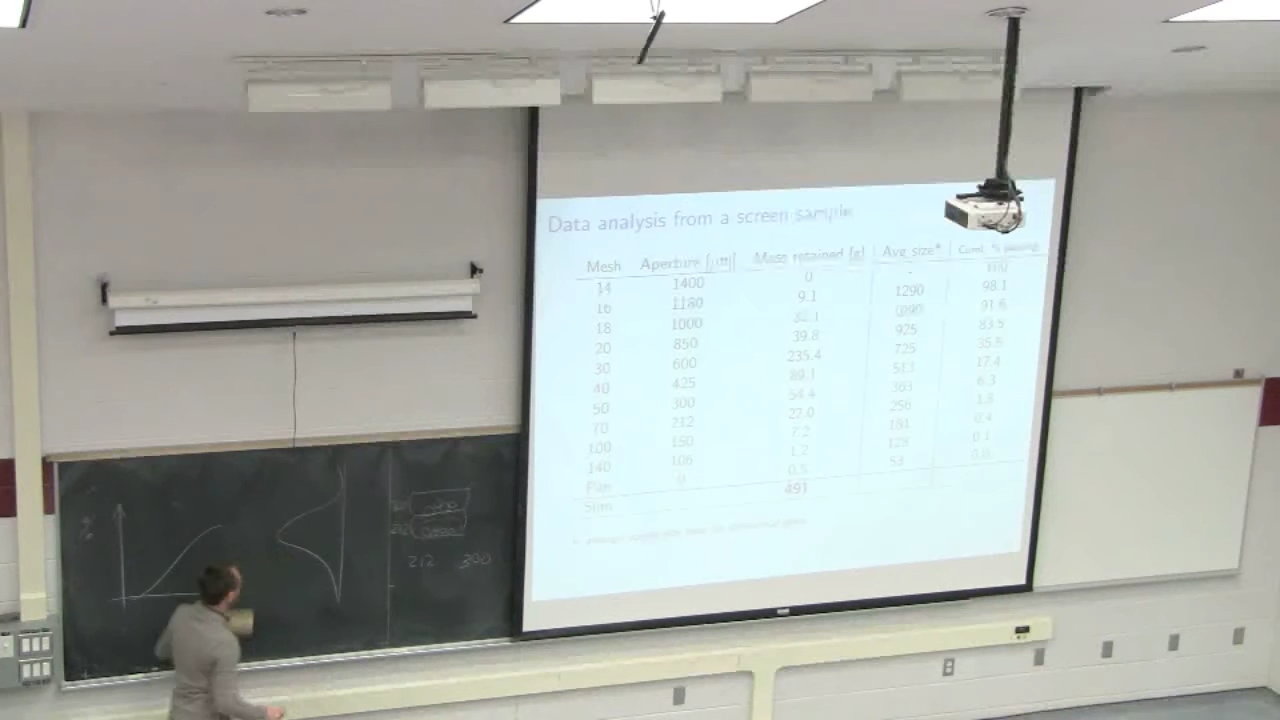 Data analysis from a screen sample
Mesh Aperture [μm] Mass retained [g] Avg size* Cum. % passing
14 1400 0 - 100
16 1180 9.1 1290 98.1
18 1000 32.1 1090 91.6
20 850 39.8 925 83.5
30 600 235.4 725 35.5
40 425 89.1 513 17.4
50 300 54.4 363 6.3
70 212 22.0 256 1.8
100 150 7.2 181 0.4
140 106 1.2 128 0.1
Pan 0 0.5 53 0.0
Sum 491
%
212 300